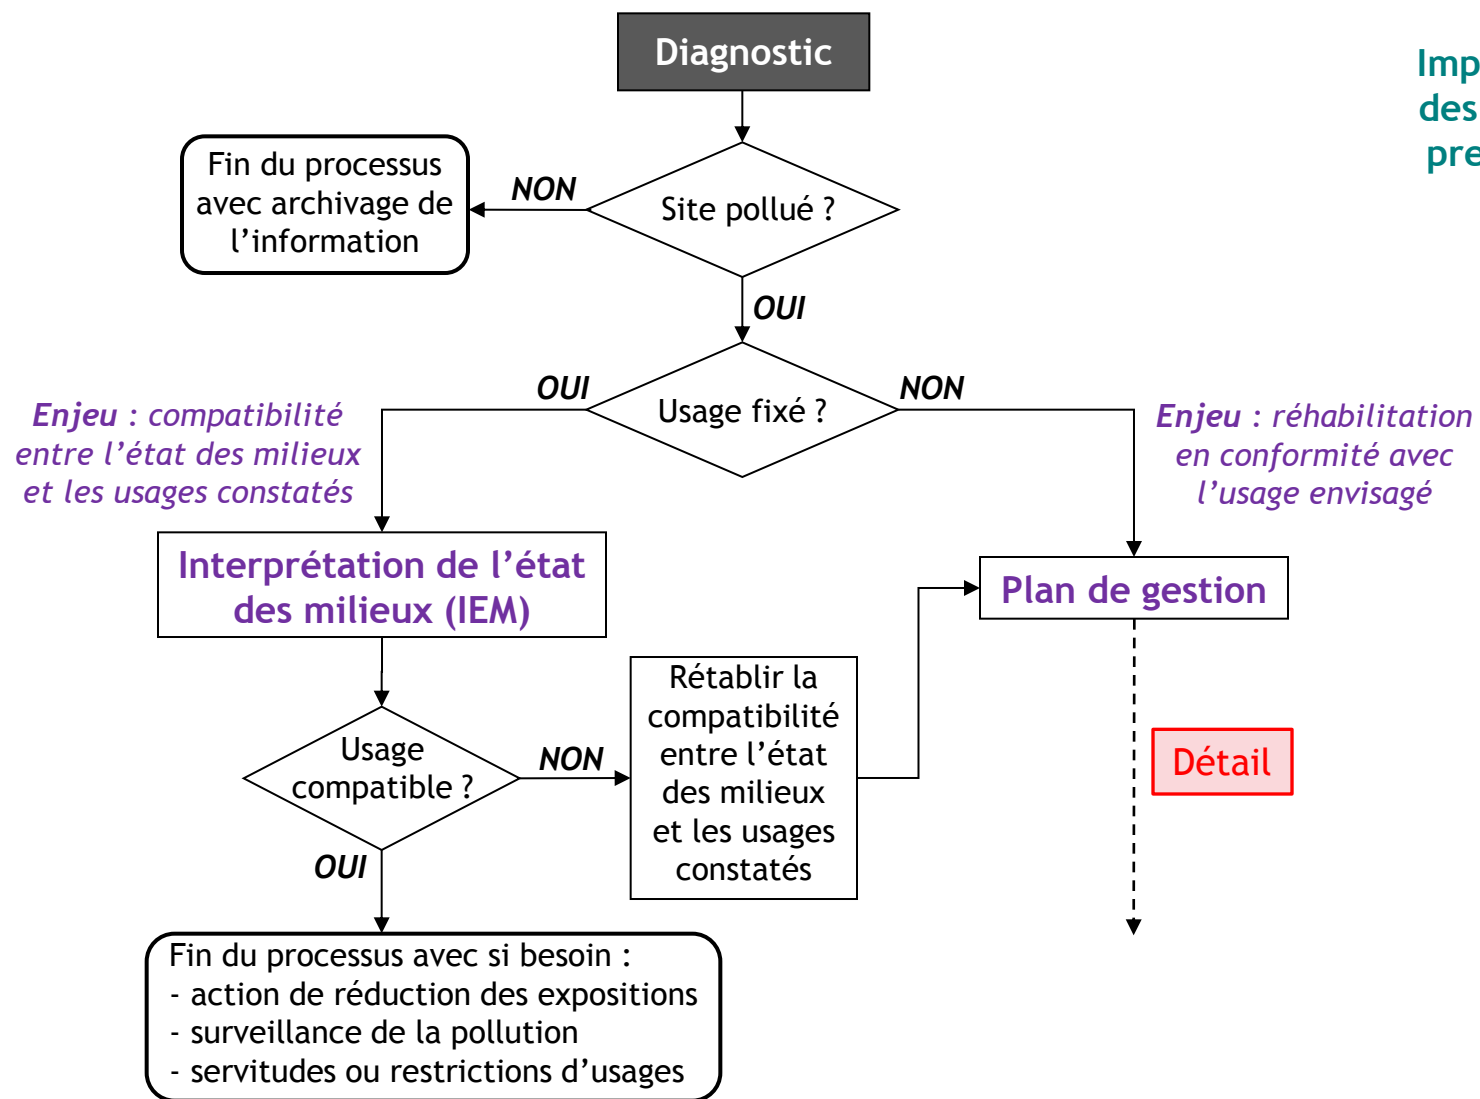 Diagnostic
Imp
des
pre
Fin du processus
avec archivage de
l’information
NON
Site pollué ?
OUI
OUI
Usage fixé ?
NON
Enjeu : compatibilité
entre l’état des milieux
et les usages constatés
Enjeu : réhabilitation
en conformité avec
l’usage envisagé
Interprétation de l’état
des milieux (IEM)
Plan de gestion
Rétablir la
compatibilité
entre l’état
des milieux
et les usages
constatés
Usage
compatible ?
NON
Détail
OUI
Fin du processus avec si besoin :
- action de réduction des expositions
- surveillance de la pollution
- servitudes ou restrictions d’usages